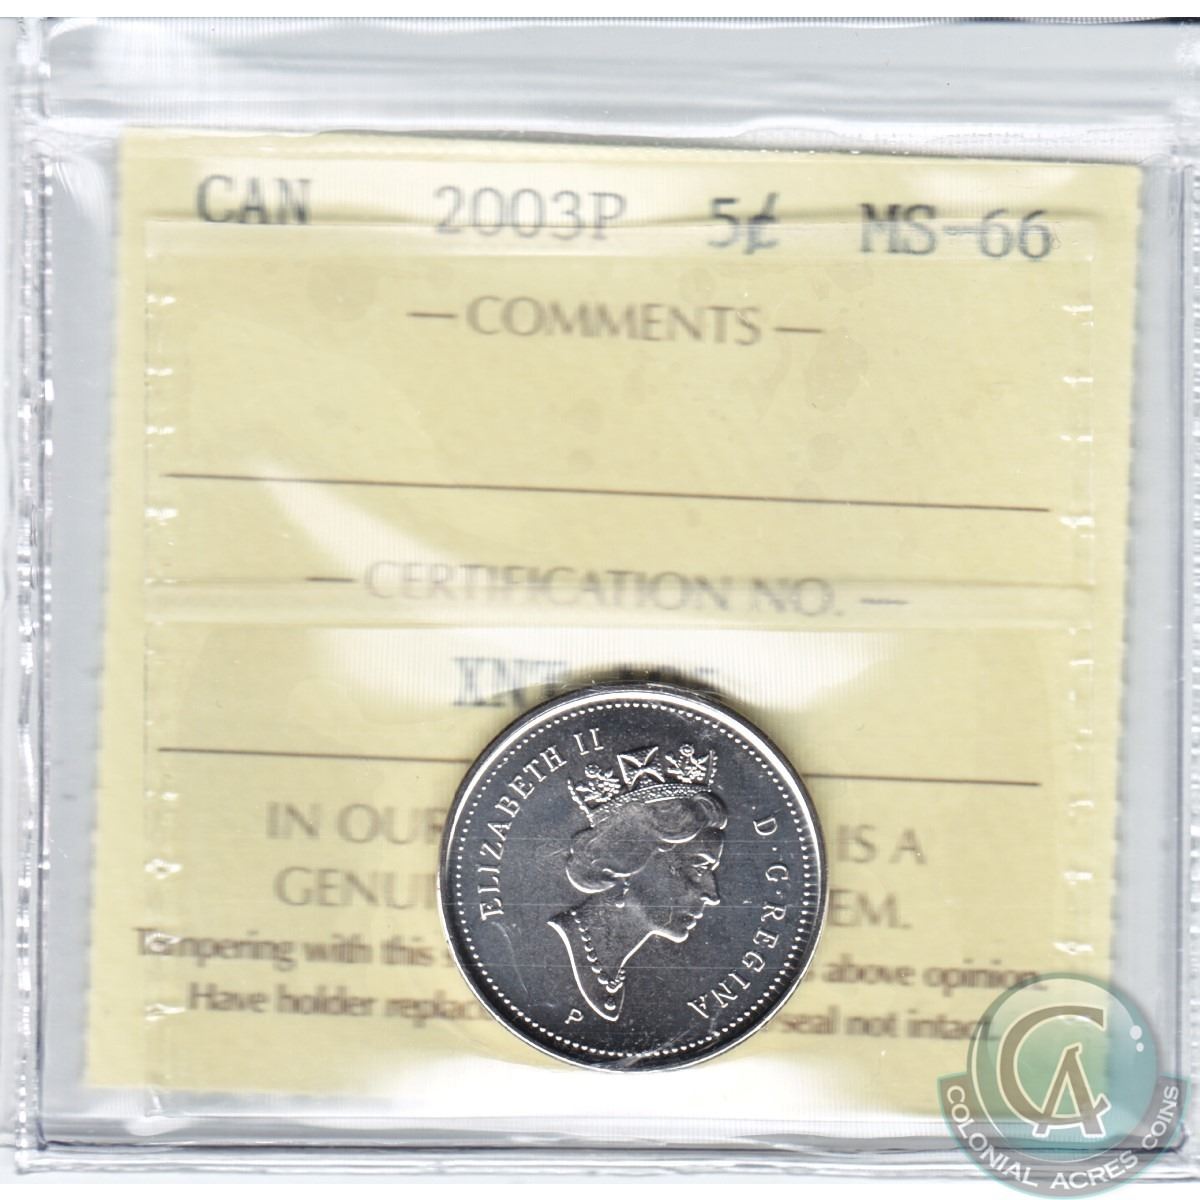 CAN 2003P 5¢ MS-66
— COMMENTS —
— CERTIFICATION NO. —
ELIZABETH II D·G·REGINA
P
IN OUR IS A
GENU EM.
Tampering with this above opinion.
Have holder replac seal not intact.
CA
COLONIAL ACRES COINS